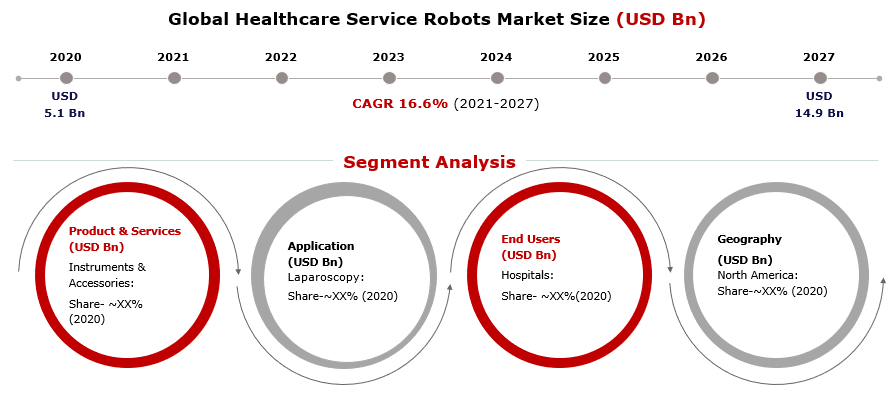 Global Healthcare Service Robots Market Size (USD Bn)
2020 2021 2022 2023 2024 2025 2026 2027
USD
5.1 Bn
CAGR 16.6% (2021-2027)
USD
14.9 Bn
Segment Analysis
Product & Services
(USD Bn)
Instruments &
Accessories:
Share- ~XX%
(2020)
Application
(USD Bn)
Laparoscopy:
Share-~XX% (2020)
End Users
(USD Bn)
Hospitals:
Share- ~XX%(2020)
Geography
(USD Bn)
North America:
Share-~XX% (2020)